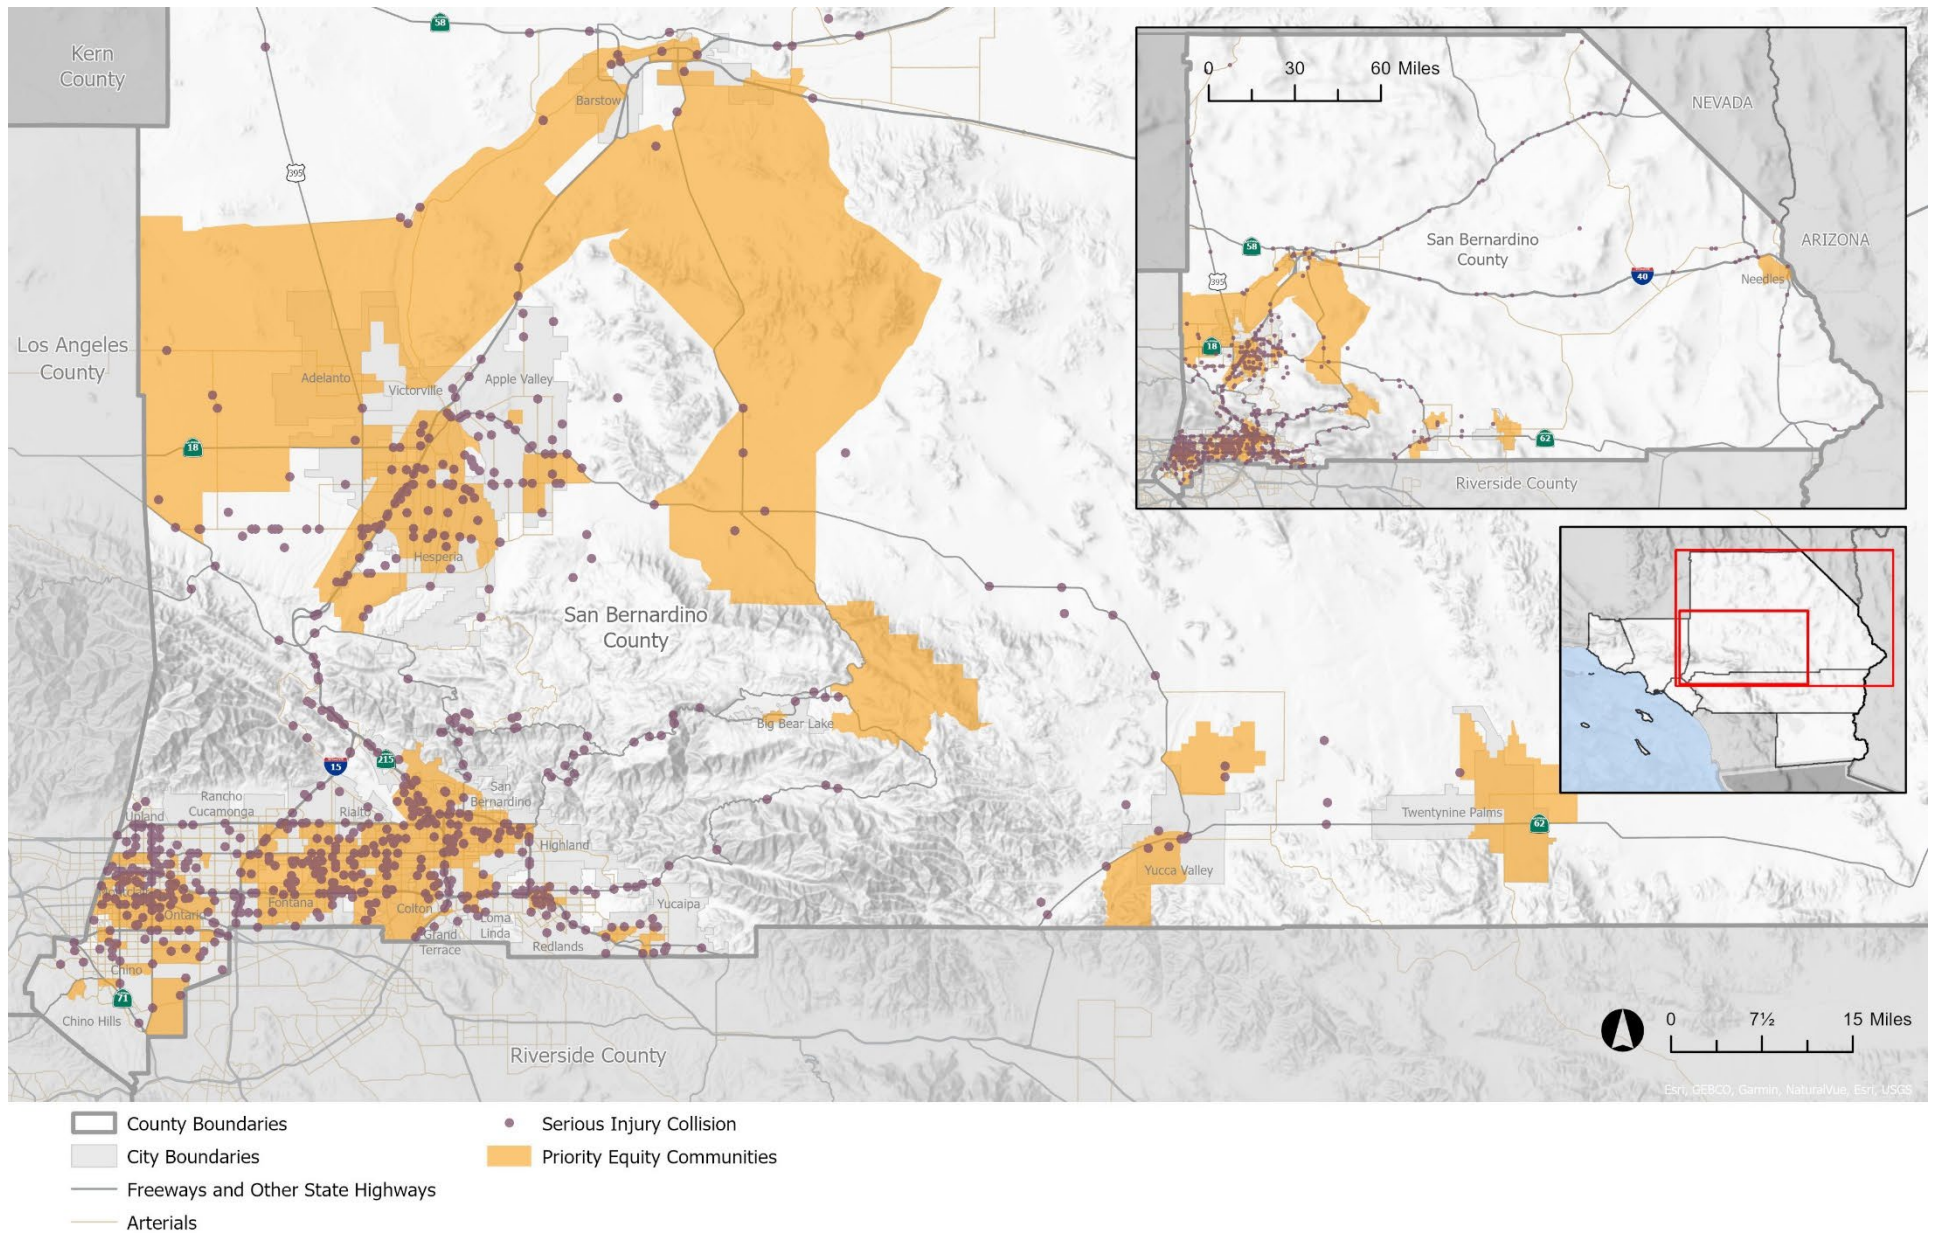 Kern
County
58
395
Barstow
Los Angeles
County
Adelanto
Victorville
Apple Valley
18
Hesperia
San Bernardino
County
Big Bear Lake
15
215
San
Bernardino
Rancho
Cucamonga
Rialto
Upland
Highland
Fontana
Colton
Ontario
Loma
Linda
Yucaipa
Grand
Terrace
Redlands
Chino
71
Chino Hills
Riverside County
Twentynine Palms
62
Yucca Valley
0 30 60 Miles
NEVADA
ARIZONA
San Bernardino
County
58
395
40
Needles
18
62
Riverside County
0 7½ 15 Miles
Esri, GEBCO, Garmin, NaturalVue, Esri, USGS
County Boundaries
City Boundaries
Freeways and Other State Highways
Arterials
Serious Injury Collision
Priority Equity Communities